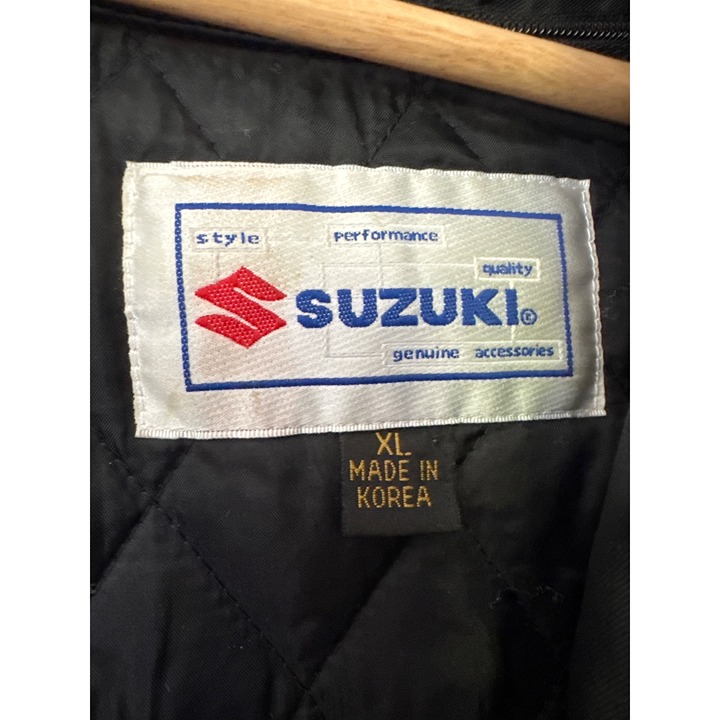 style
performance
quality
SUZUKI®
genuine accessories
XL
MADE IN
KOREA